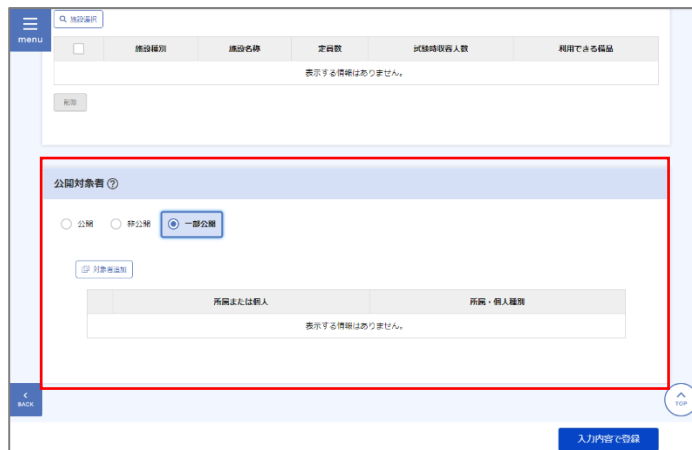 menu
施設選択
施設種別 施設名称 定員数 試験時収容人数 利用できる備品
表示する情報はありません。
削除
公開対象者 ?
公開 非公開 一部公開
対象者追加
所属または個人 所属・個人種別
表示する情報はありません。
BACK
TOP
入力内容で登録